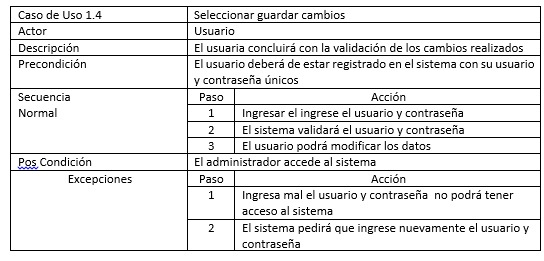 Caso de Uso 1.4 Seleccionar guardar cambios
Actor Usuario
Descripción El usuaria concluirá con la validación de los cambios realizados
Precondición El usuario deberá de estar registrado en el sistema con su usuario
y contraseña únicos
Secuencia Paso Acción
Normal 1 Ingresar el ingrese el usuario y contraseña
2 El sistema validará el usuario y contraseña
3 El usuario podrá modificar los datos
Pos Condición El administrador accede al sistema
Excepciones Paso Acción
1 Ingresa mal el usuario y contraseña no podrá tener
acceso al sistema
2 El sistema pedirá que ingrese nuevamente el usuario y
contraseña